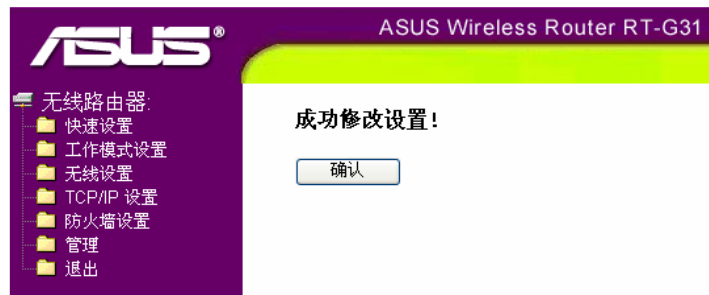 ASUS Wireless Router RT-G31
/SUS®
无线路由器:
快速设置
工作模式设置
无线设置
TCP/IP 设置
防火墙设置
管理
退出
成功修改设置!
确认